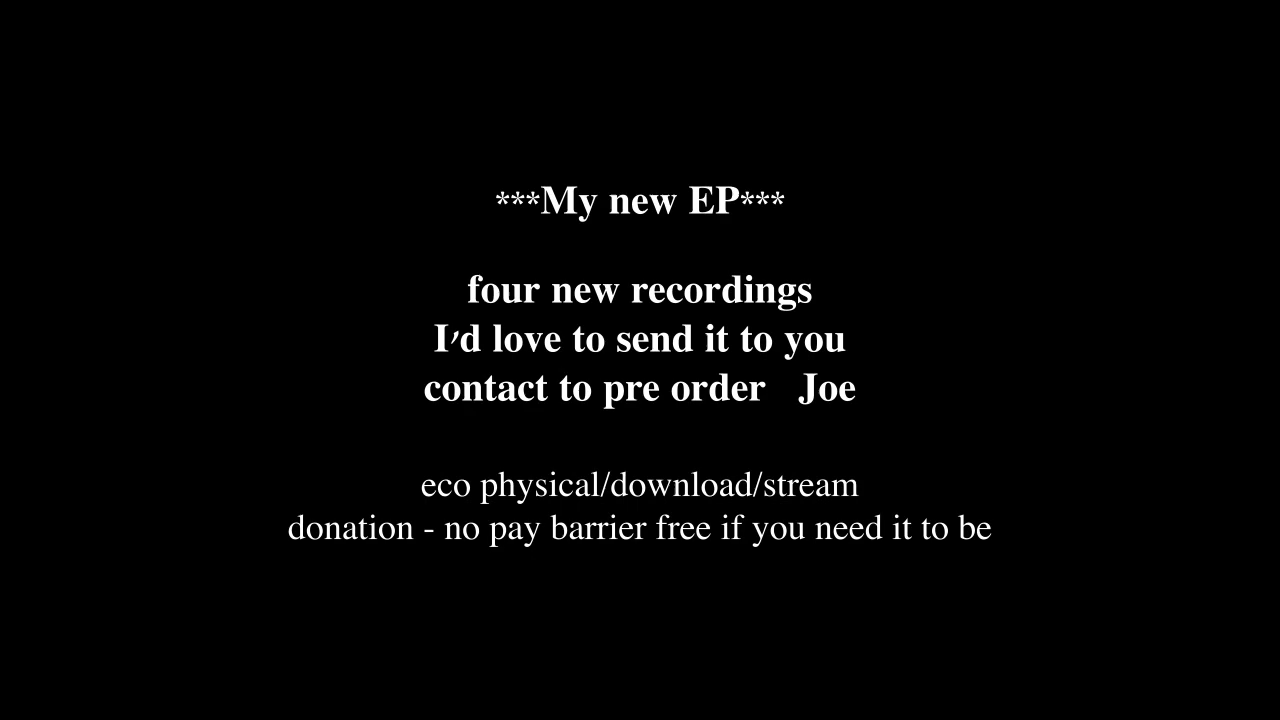 ***My new EP***
four new recordings
I'd love to send it to you
contact to pre order   Joe
eco physical/download/stream
donation - no pay barrier free if you need it to be